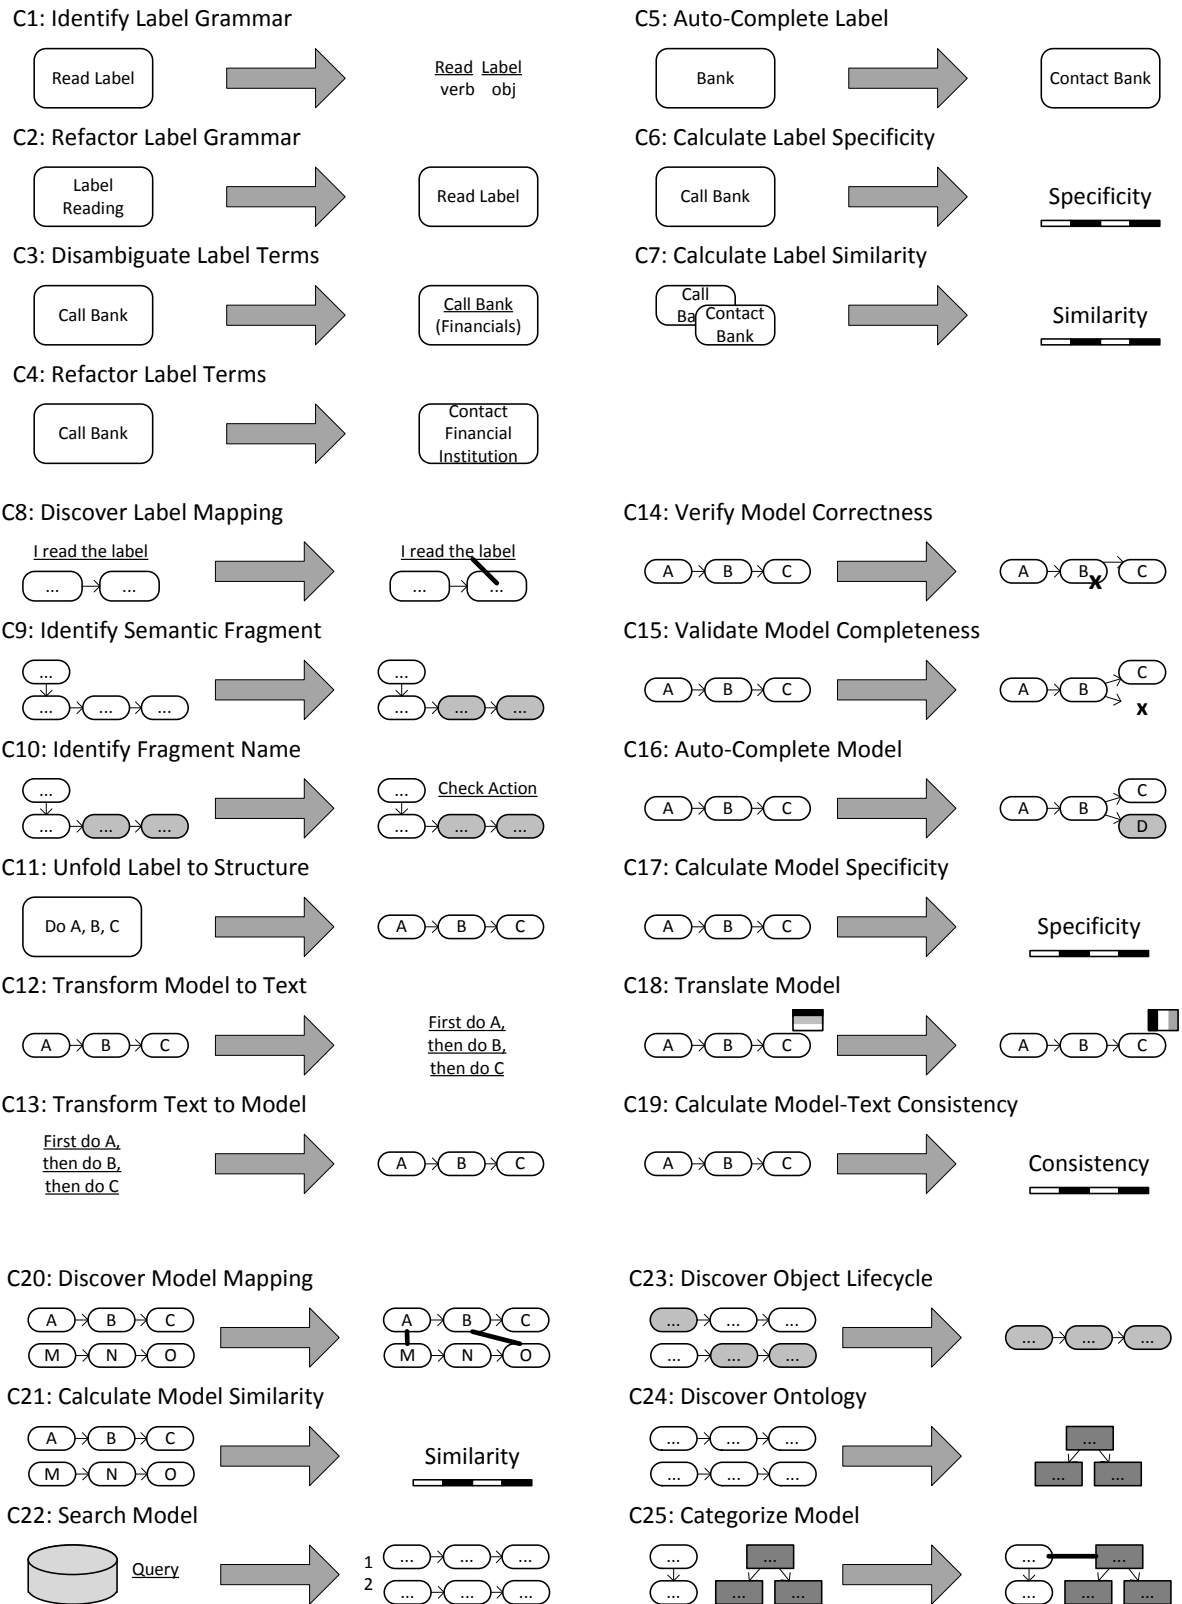 C1: Identify Label Grammar
Read Label
Read Label
verb obj
C2: Refactor Label Grammar
Label
Reading
Read Label
C3: Disambiguate Label Terms
Call Bank
Call Bank
(Financials)
C4: Refactor Label Terms
Call Bank
Contact
Financial
Institution
C5: Auto-Complete Label
Bank
Contact Bank
C6: Calculate Label Specificity
Call Bank
Specificity
C7: Calculate Label Similarity
Call
Ba
Contact
Bank
Similarity
C8: Discover Label Mapping
I read the label
... ...
I read the label
... ...
C9: Identify Semantic Fragment
...
... ... ...
...
... ... ...
C10: Identify Fragment Name
...
... ... ...
... Check Action
... ... ...
C11: Unfold Label to Structure
Do A, B, C
A B C
C12: Transform Model to Text
A B C
First do A,
then do B,
then do C
C13: Transform Text to Model
First do A,
then do B,
then do C
A B C
C14: Verify Model Correctness
A B C
A B C
x
C15: Validate Model Completeness
A B C
C
A B
x
C16: Auto-Complete Model
A B C
C
A B
D
C17: Calculate Model Specificity
A B C
Specificity
C18: Translate Model
A B C
A B C
C19: Calculate Model-Text Consistency
A B C
Consistency
C20: Discover Model Mapping
A B C
M N O
A B C
M N O
C21: Calculate Model Similarity
A B C
M N O
Similarity
C22: Search Model
Query
1 ... ... ...
2 ... ... ...
C23: Discover Object Lifecycle
... ... ...
... ... ...
... ... ...
C24: Discover Ontology
... ... ...
... ... ...
...
... ...
C25: Categorize Model
... ...
... ... ...
... ...
... ... ...